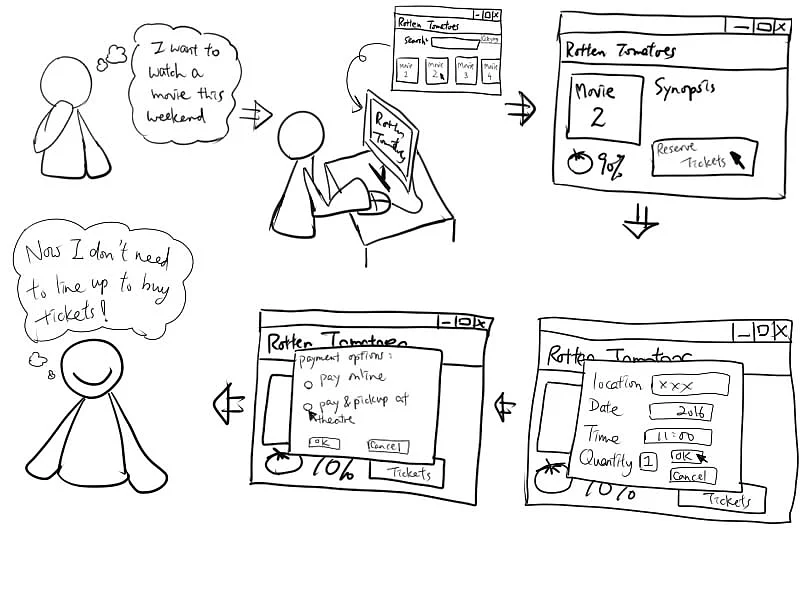 I want to
watch a
movie this
weekend
Rotten Tomatoes
Search:
Movie
1
Movie
2
Movie
3
Movie
4
Rotten
Tomatoes
Rotten Tomatoes
Movie
2
Synopsis
90%
Reserve
Tickets
Rotten Tomatoes
location xxx
Date 2016
Time 11:00
Quantity 1 OK
Cancel
90%
Tickets
Rotten Tomatoes
payment options:
pay online
pay & pickup at
theatre
OK Cancel
90%
Tickets
Now I don't need
to line up to buy
tickets!